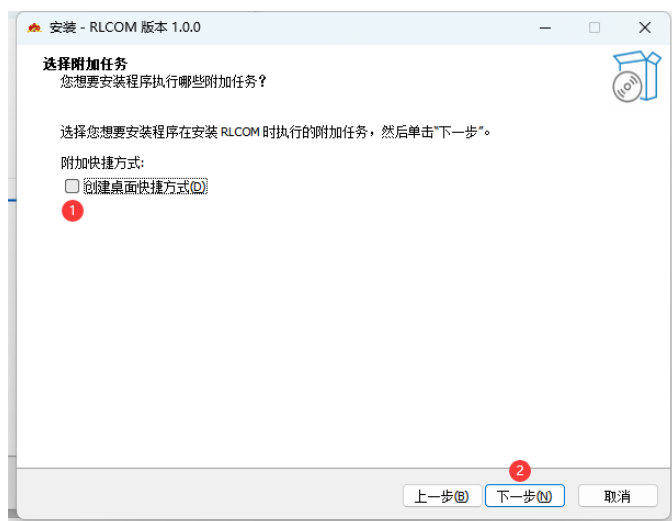 安装 - RLCOM 版本 1.0.0
选择附加任务
您想要安装程序执行哪些附加任务?
选择您想要安装程序在安装 RLCOM 时执行的附加任务，然后单击“下一步”。
附加快捷方式:
创建桌面快捷方式(D)
1
2
上一步(B) 下一步(N) 取消